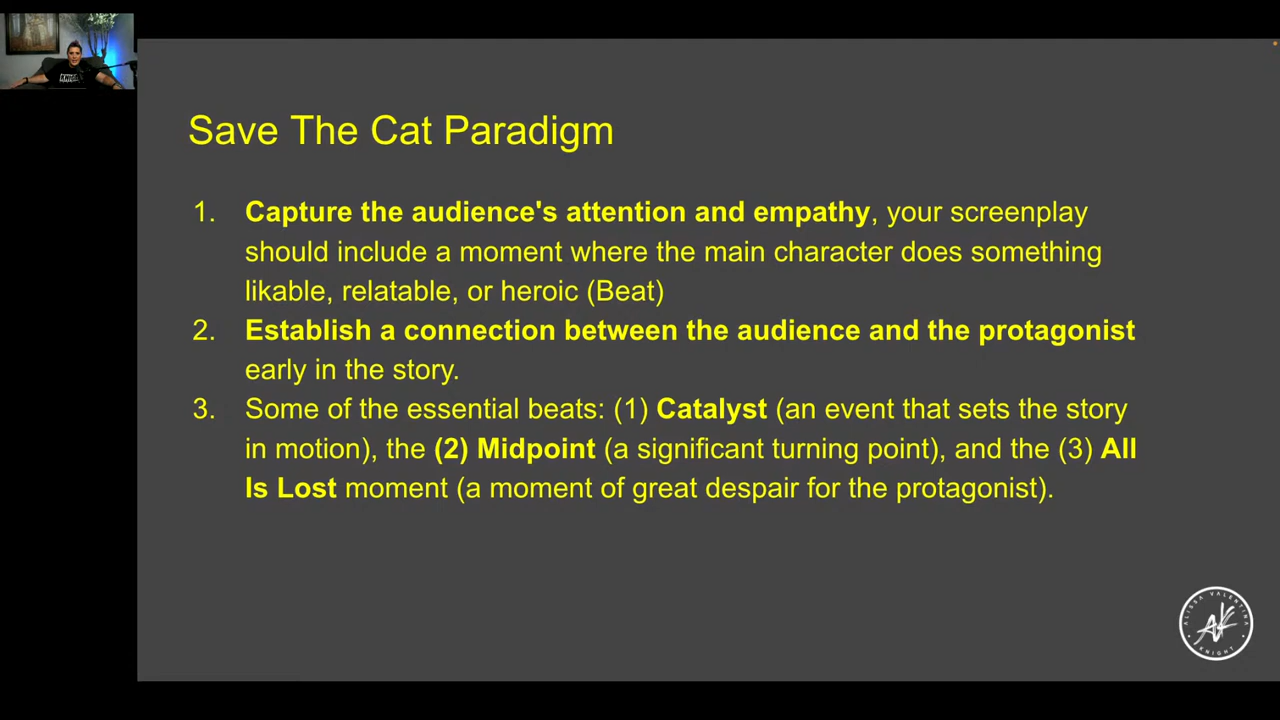 Save The Cat Paradigm
1. Capture the audience's attention and empathy, your screenplay
should include a moment where the main character does something
likable, relatable, or heroic (Beat)
2. Establish a connection between the audience and the protagonist
early in the story.
3. Some of the essential beats: (1) Catalyst (an event that sets the story
in motion), the (2) Midpoint (a significant turning point), and the (3) All
Is Lost moment (a moment of great despair for the protagonist).
ALISSA VALENTINA
AK
KNIGHT